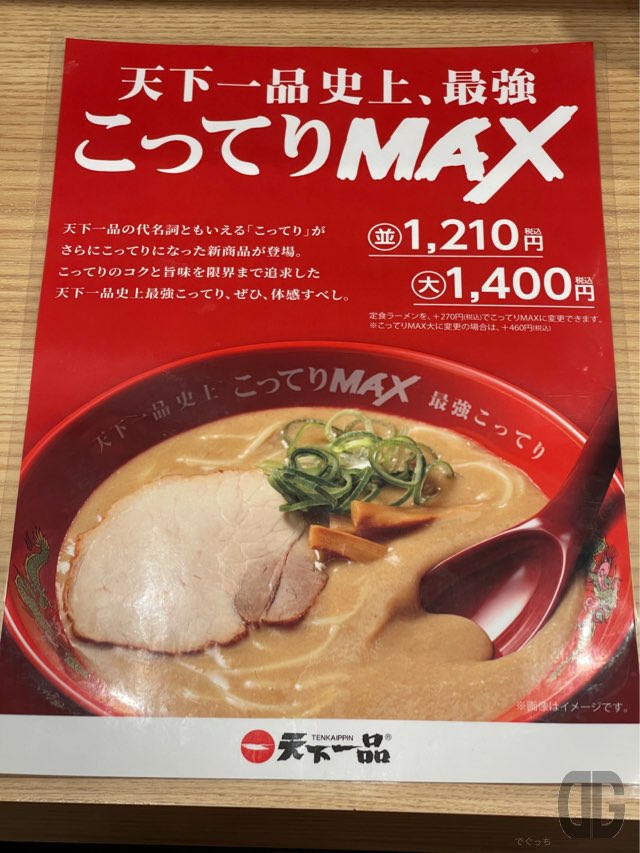 天下一品史上、最強
こってりMAX
天下一品の代名詞ともいえる「こってり」が
さらにこってりになった新商品が登場。
こってりのコクと旨味を限界まで追求した
天下一品史上最強こってり、ぜひ、体感すべし。
並1,210円税込
大1,400円税込
定食ラーメンを、+270円(税込)でこってりMAXに変更できます。
※こってりMAX大に変更の場合は、+460円(税込)
天下一品史上 こってりMAX 最強こってり
※画像はイメージです。
TENKAIPPIN
天下一品®
DG
でぐっち